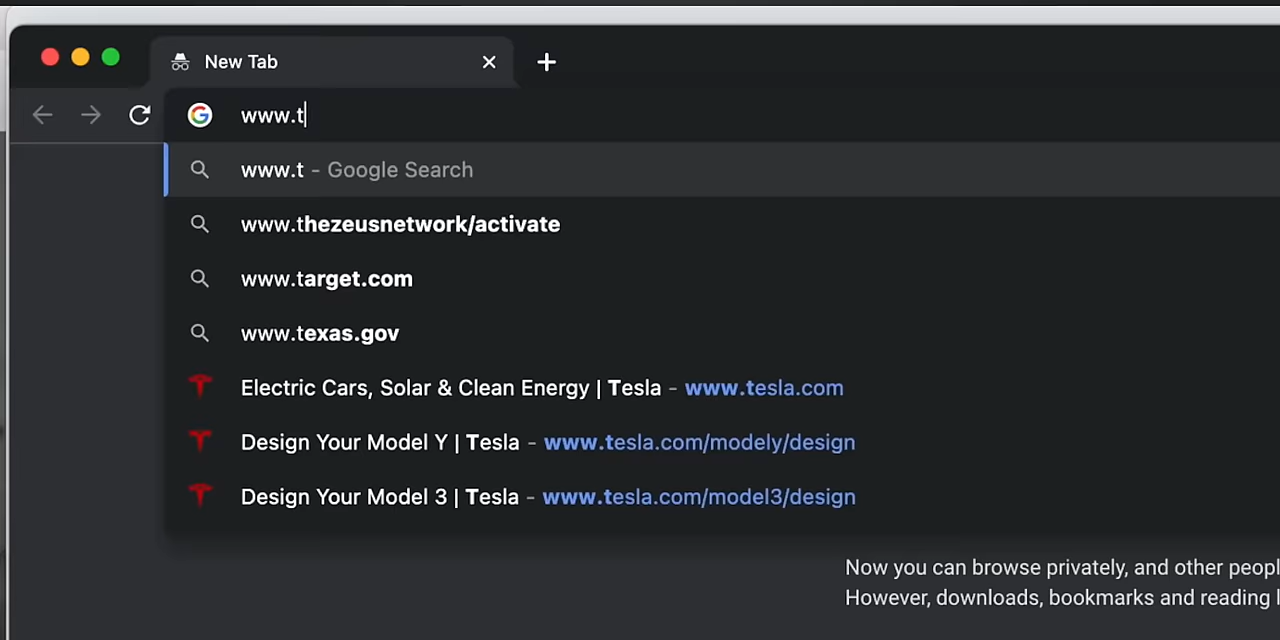 New Tab
www.t
www.t - Google Search
www.thezeusnetwork/activate
www.target.com
www.texas.gov
Electric Cars, Solar & Clean Energy | Tesla - www.tesla.com
Design Your Model Y | Tesla - www.tesla.com/modely/design
Design Your Model 3 | Tesla - www.tesla.com/model3/design
Now you can browse privately, and other peopl
However, downloads, bookmarks and reading l